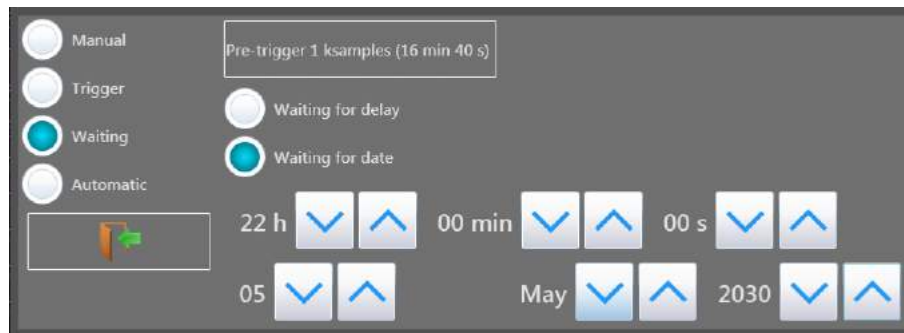 Manual
Trigger
Waiting
Automatic
Pre-trigger 1 ksamples (16 min 40 s)
Waiting for delay
Waiting for date
22 h 00 min 00 s
05 May 2030